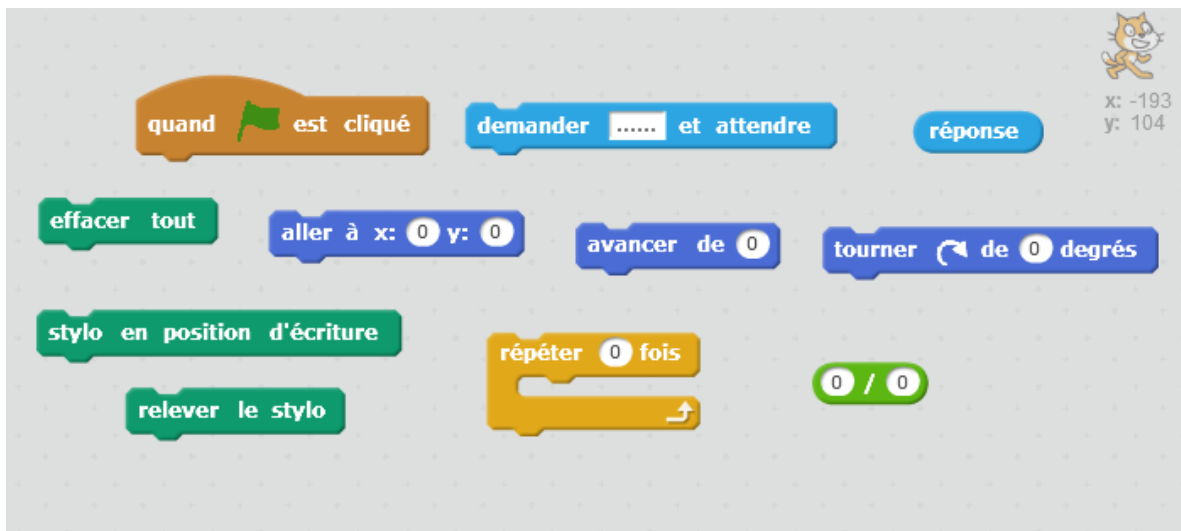 x: -193
y: 104
quand est cliqué
demander ...... et attendre
réponse
effacer tout
aller à x: 0 y: 0
avancer de 0
tourner de 0 degrés
stylo en position d'écriture
répéter 0 fois
0 / 0
relever le stylo